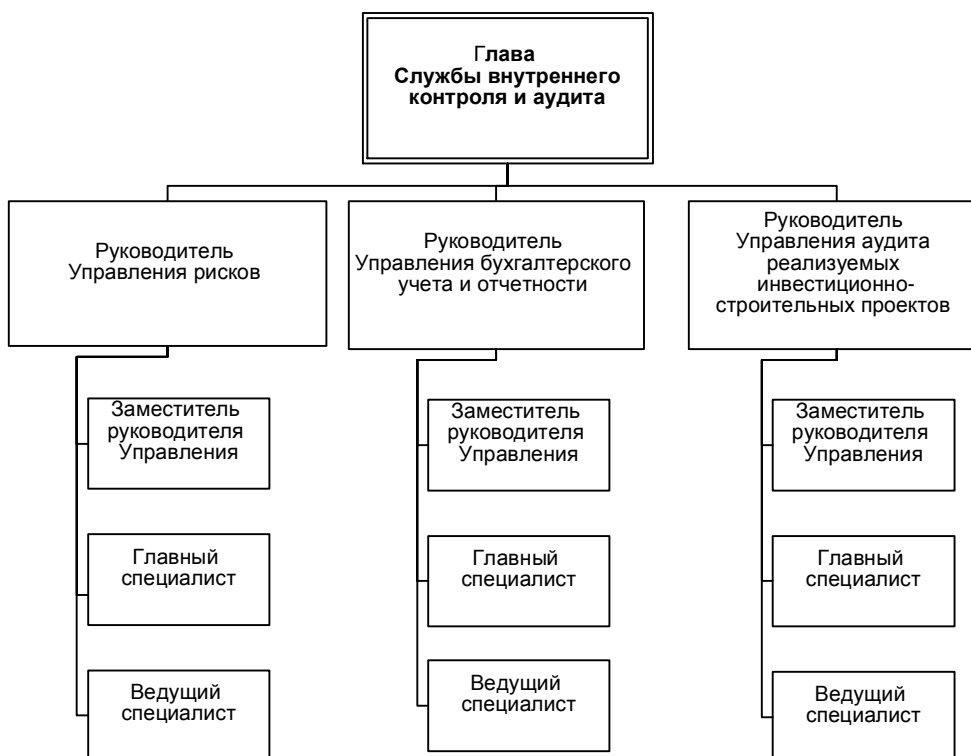 Глава
Службы внутреннего
контроля и аудита
Руководитель
Управления рисков
Руководитель
Управления бухгалтерского
учета и отчетности
Руководитель
Управления аудита
реализуемых
инвестиционно-
строительных проектов
Заместитель
руководителя
Управления
Заместитель
руководителя
Управления
Заместитель
руководителя
Управления
Главный
специалист
Главный
специалист
Главный
специалист
Ведущий
специалист
Ведущий
специалист
Ведущий
специалист